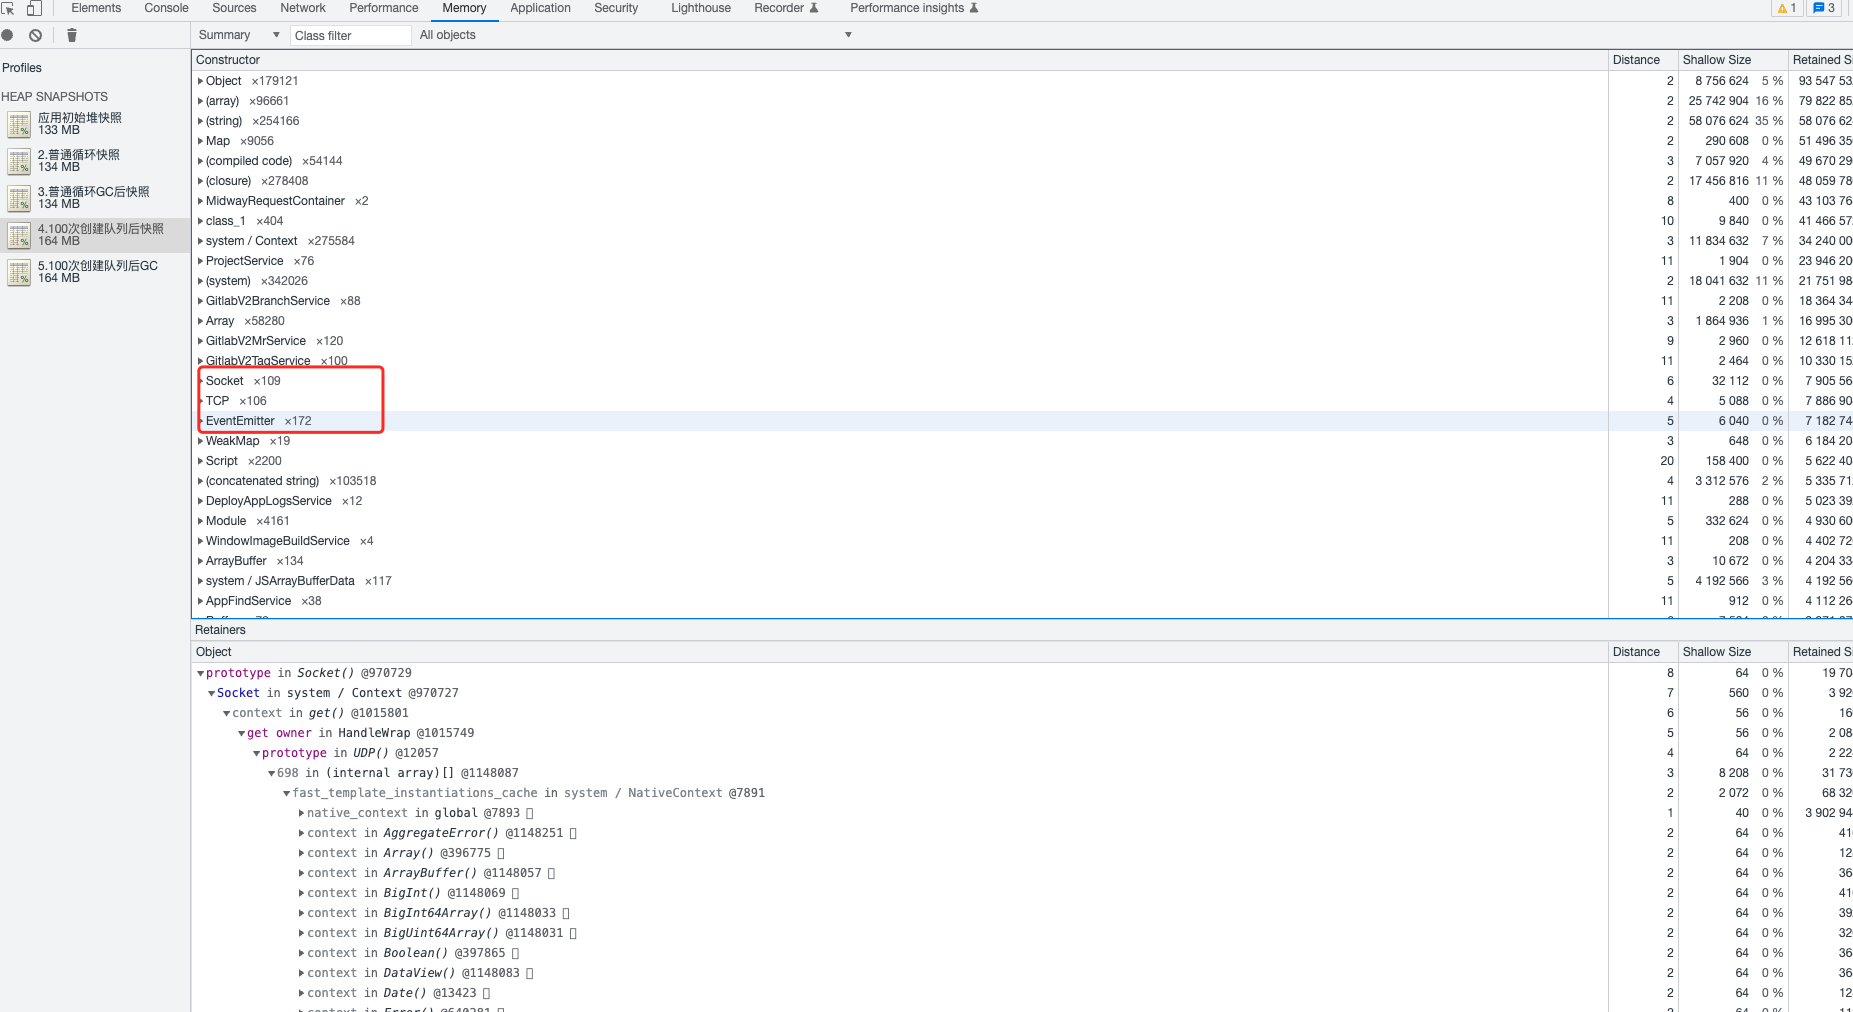 Elements Console Sources Network Performance Memory Application Security Lighthouse Recorder Performance insights 1 3
Summary Class filter All objects
Profiles
HEAP SNAPSHOTS
应用初始堆快照
133 MB
2.普通循环快照
134 MB
3.普通循环GC后快照
134 MB
4.100次创建队列后快照
164 MB
5.100次创建队列后GC
164 MB
Constructor Distance Shallow Size Retained S
Object ×179121 2 8 756 624 5 % 93 547 53
(array) ×96661 2 25 742 904 16 % 79 822 85
(string) ×254166 2 58 076 624 35 % 58 076 62
Map ×9056 2 290 608 0 % 51 496 35
(compiled code) ×54144 3 7 057 920 4 % 49 670 29
(closure) ×278408 2 17 456 816 11 % 48 059 78
MidwayRequestContainer ×2 8 400 0 % 43 103 76
class_1 ×404 10 9 840 0 % 41 466 57
system / Context ×275584 3 11 834 632 7 % 34 240 00
ProjectService ×76 11 1 904 0 % 23 946 20
(system) ×342026 2 18 041 632 11 % 21 751 98
GitlabV2BranchService ×88 11 2 208 0 % 18 364 34
Array ×58280 3 1 864 936 1 % 16 995 30
GitlabV2MrService ×120 9 2 960 0 % 12 618 11
GitlabV2TagService ×100 11 2 464 0 % 10 330 15
Socket ×109 6 32 112 0 % 7 905 56
TCP ×106 4 5 088 0 % 7 886 90
EventEmitter ×172 5 6 040 0 % 7 182 74
WeakMap ×19 3 648 0 % 6 184 20
Script ×2200 20 158 400 0 % 5 622 40
(concatenated string) ×103518 4 3 312 576 2 % 5 335 71
DeployAppLogsService ×12 11 288 0 % 5 023 39
Module ×4161 5 332 624 0 % 4 930 60
WindowImageBuildService ×4 11 208 0 % 4 402 72
ArrayBuffer ×134 3 10 672 0 % 4 204 33
system / JSArrayBufferData ×117 5 4 192 566 3 % 4 192 56
AppFindService ×38 11 912 0 % 4 112 26
Retainers
Object Distance Shallow Size Retained S
prototype in Socket() @970729 8 64 0 % 19 70
Socket in system / Context @970727 7 560 0 % 3 92
context in get() @1015801 6 56 0 % 16
get owner in HandleWrap @1015749 5 56 0 % 2 08
prototype in UDP() @12057 4 64 0 % 2 22
698 in (internal array)[] @1148087 3 8 208 0 % 31 73
fast_template_instantiations_cache in system / NativeContext @7891 2 2 072 0 % 68 32
native_context in global @7893 1 40 0 % 3 902 94
context in AggregateError() @1148251 2 64 0 % 41
context in Array() @396775 2 64 0 % 12
context in ArrayBuffer() @1148057 2 64 0 % 36
context in BigInt() @1148069 2 64 0 % 41
context in BigInt64Array() @1148033 2 64 0 % 39
context in BigUint64Array() @1148031 2 64 0 % 32
context in Boolean() @397865 2 64 0 % 36
context in DataView() @1148083 2 64 0 % 36
context in Date() @13423 2 64 0 % 12